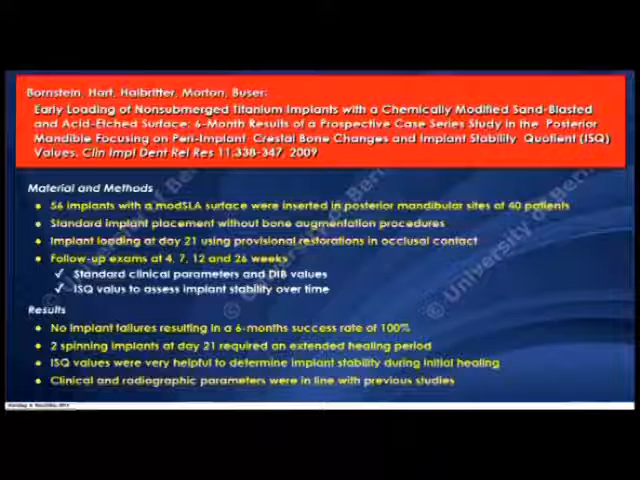 Bornstein, Hart, Halbritter, Morton, Buser:
Early Loading of Nonsubmerged Titanium Implants with a Chemically Modified Sand-Blasted
and Acid-Etched Surface: 6-Month Results of a Prospective Case Series Study in the Posterior
Mandible Focusing on Peri-Implant Crestal Bone Changes and Implant Stability Quotient (ISQ)
Values. Clin Impl Dent Rel Res 11:338-347, 2009
Material and Methods
• 56 implants with a modSLA surface were inserted in posterior mandibular sites at 40 patients
• Standard implant placement without bone augmentation procedures
• Implant loading at day 21 using provisional restorations in occlusal contact
• Follow-up exams at 4, 7, 12 and 26 weeks
✓ Standard clinical parameters and DIB values
✓ ISQ valus to assess implant stability over time
Results
• No implant failures resulting in a 6-months success rate of 100%
• 2 spinning implants at day 21 required an extended healing period
• ISQ values were very helpful to determine implant stability during initial healing
• Clinical and radiographic parameters were in line with previous studies
© University of Bern
© University of Bern